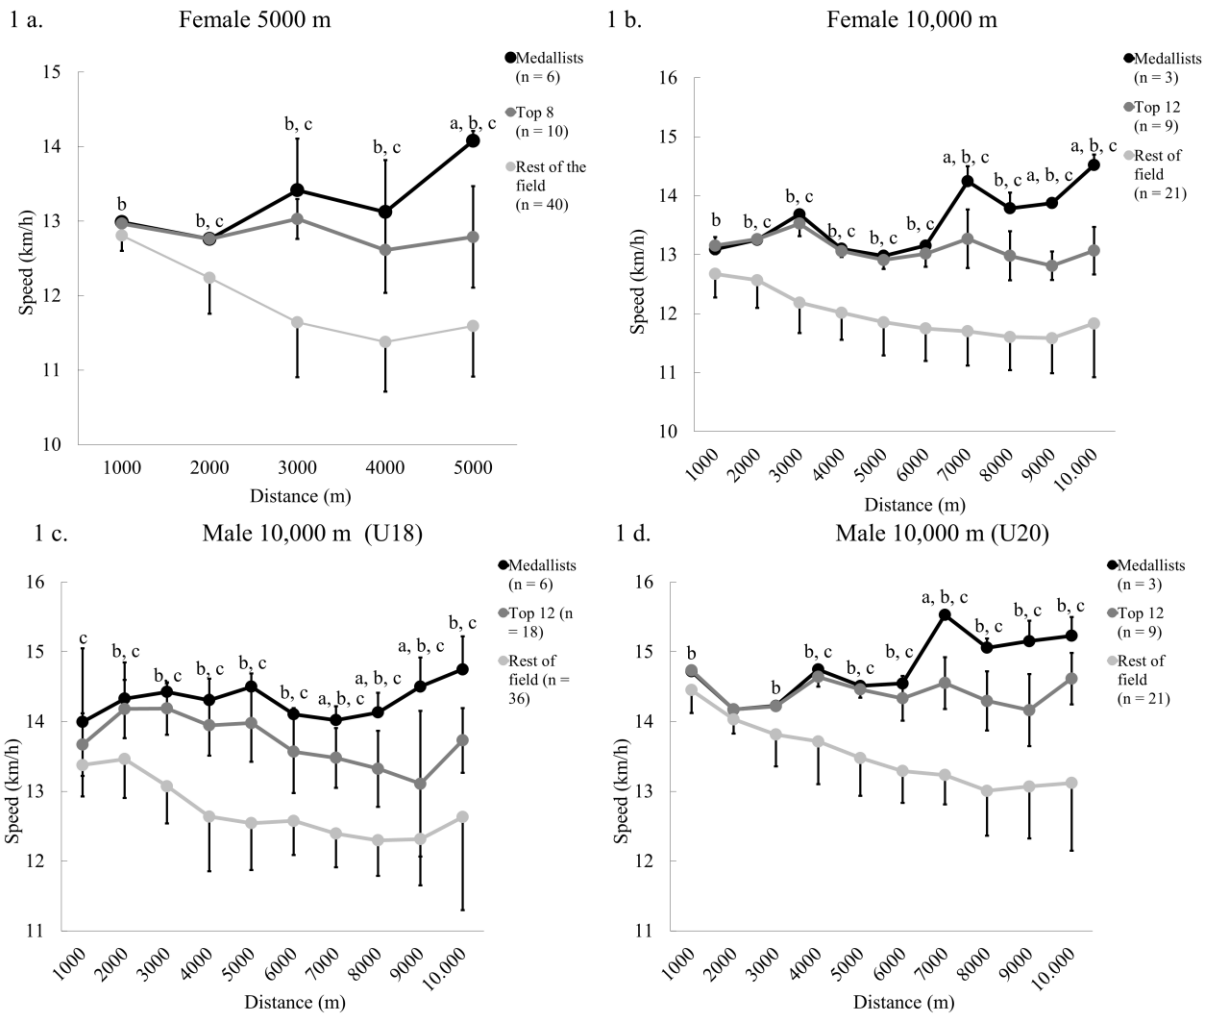 1 a.
Female 5000 m
Medallists
(n = 6)
Top 8
(n = 10)
Rest of the
field
(n = 40)
Speed (km/h)
15
14
13
12
11
10
b
b, c
b, c
b, c
a, b, c
1000
2000
3000
4000
5000
Distance (m)
1 b.
Female 10,000 m
Medallists
(n = 3)
Top 12
(n = 9)
Rest of
field
(n = 21)
Speed (km/h)
16
15
14
13
12
11
10
b
b, c
b, c
b, c
b, c
b, c
a, b, c
b, c
a, b, c
a, b, c
1000
2000
3000
4000
5000
6000
7000
8000
9000
10.000
Distance (m)
1 c.
Male 10,000 m (U18)
Medallists
(n = 6)
Top 12 (n
= 18)
Rest of
field (n =
36)
Speed (km/h)
16
15
14
13
12
11
c
b, c
b, c
b, c
b, c
b, c
a, b, c
a, b, c
a, b, c
b, c
1000
2000
3000
4000
5000
6000
7000
8000
9000
10.000
Distance (m)
1 d.
Male 10,000 m (U20)
Medallists
(n = 3)
Top 12
(n = 9)
Rest of
field
(n = 21)
Speed (km/h)
16
15
14
13
12
11
b
b
b, c
b, c
b, c
a, b, c
b, c
b, c
b, c
1000
2000
3000
4000
5000
6000
7000
8000
9000
10.000
Distance (m)